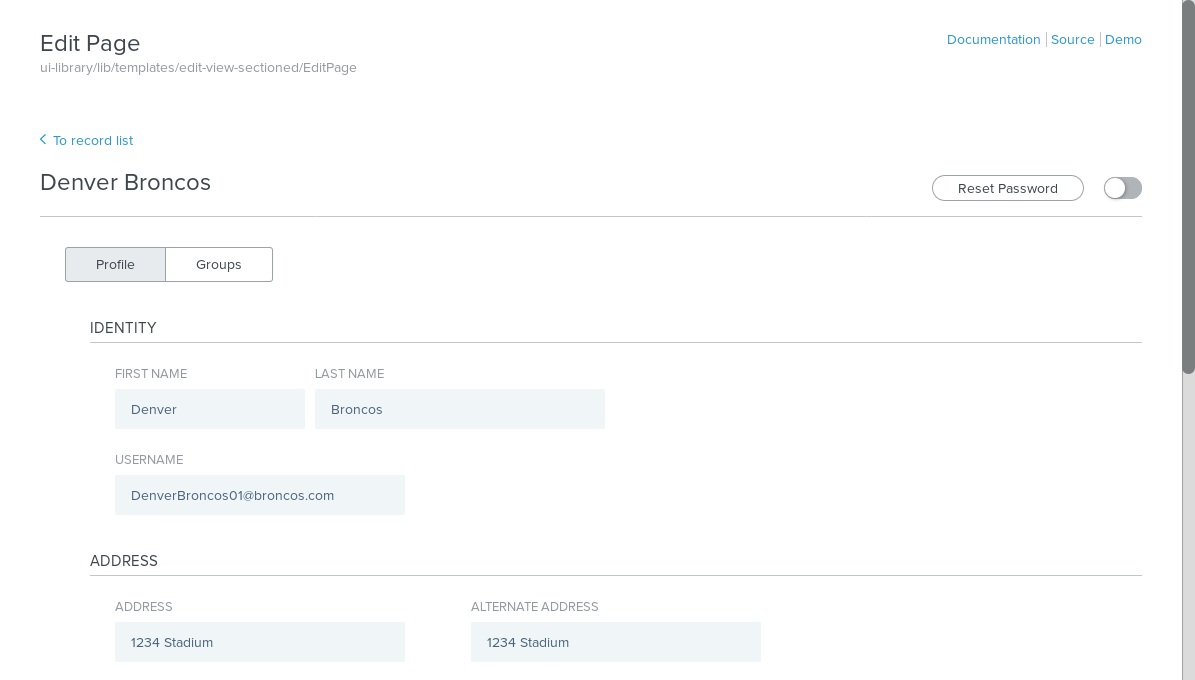 Edit Page
Documentation Source Demo
ui-library/lib/templates/edit-view-sectioned/EditPage
To record list
Denver Broncos
Reset Password
Profile Groups
IDENTITY
FIRST NAME LAST NAME
Denver Broncos
USERNAME
DenverBroncos01@broncos.com
ADDRESS
ADDRESS ALTERNATE ADDRESS
1234 Stadium 1234 Stadium